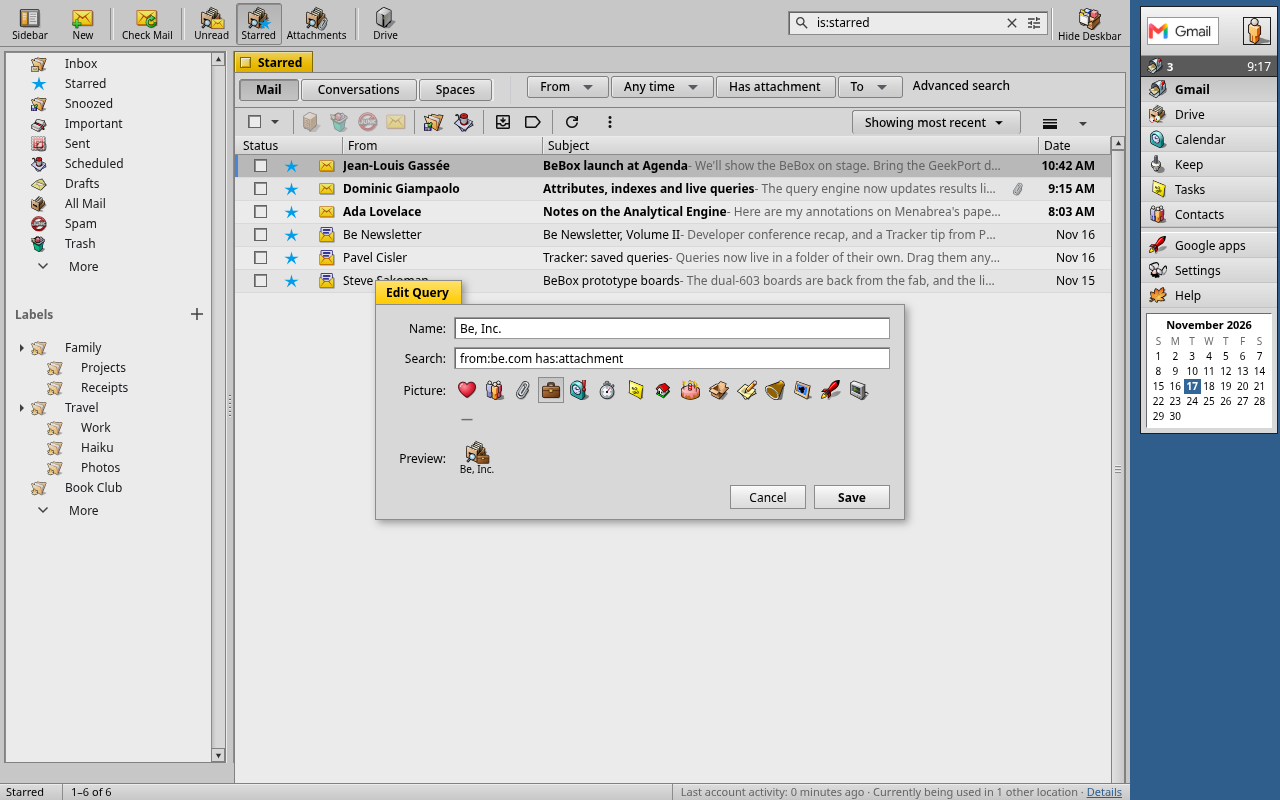 Sidebar New Check Mail Unread Starred Attachments Drive is:starred Hide Deskbar
Inbox
Starred
Snoozed
Important
Sent
Scheduled
Drafts
All Mail
Spam
Trash
More
Labels
Family
Projects
Receipts
Travel
Work
Haiku
Photos
Book Club
More
Starred
Mail Conversations Spaces From Any time Has attachment To Advanced search
Showing most recent
Status From Subject Date
Jean-Louis Gassée BeBox launch at Agenda - We'll show the BeBox on stage. Bring the GeekPort d… 10:42 AM
Dominic Giampaolo Attributes, indexes and live queries - The query engine now updates results li… 9:15 AM
Ada Lovelace Notes on the Analytical Engine - Here are my annotations on Menabrea's pape… 8:03 AM
Be Newsletter Be Newsletter, Volume II - Developer conference recap, and a Tracker tip from P… Nov 16
Pavel Cisler Tracker: saved queries - Queries now live in a folder of their own. Drag them any… Nov 16
Steve Sakoman BeBox prototype boards - The dual-603 boards are back from the fab, and the li… Nov 15
Edit Query
Name: Be, Inc.
Search: from:be.com has:attachment
Picture:
—
Preview:
Be, Inc.
Cancel Save
Gmail
3 9:17
Gmail
Drive
Calendar
Keep
Tasks
Contacts
Google apps
Settings
Help
November 2026
S M T W T F S
1 2 3 4 5 6 7
8 9 10 11 12 13 14
15 16 17 18 19 20 21
22 23 24 25 26 27 28
29 30
Starred 1–6 of 6 Last account activity: 0 minutes ago · Currently being used in 1 other location · Details